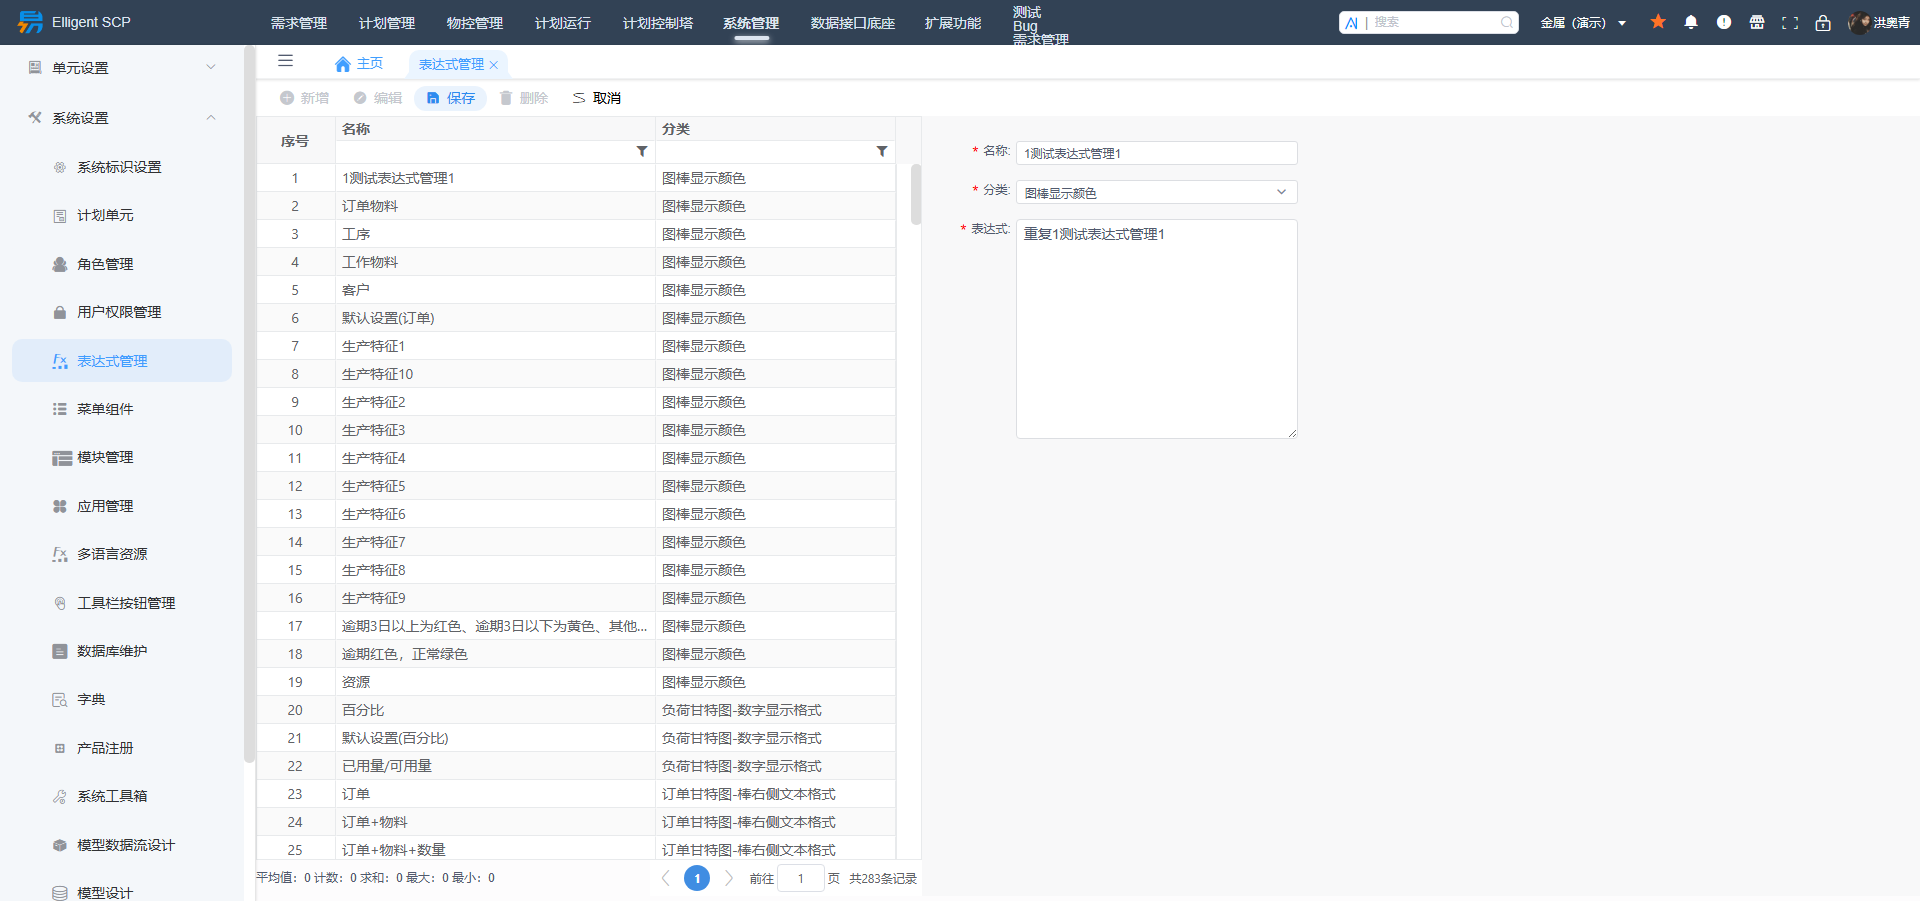 Elligent SCP
需求管理 计划管理 物控管理 计划运行 计划控制塔 系统管理 数据接口底座 扩展功能 测试
Bug
需求管理
AI | 搜索
金属（演示）
洪奥青
单元设置
系统设置
系统标识设置
计划单元
角色管理
用户权限管理
表达式管理
菜单组件
模块管理
应用管理
多语言资源
工具栏按钮管理
数据库维护
字典
产品注册
系统工具箱
模型数据流设计
模型设计
主页 表达式管理
新增 编辑 保存 删除 取消
序号 名称 分类
1 1测试表达式管理1 图棒显示颜色
2 订单物料 图棒显示颜色
3 工序 图棒显示颜色
4 工作物料 图棒显示颜色
5 客户 图棒显示颜色
6 默认设置(订单) 图棒显示颜色
7 生产特征1 图棒显示颜色
8 生产特征10 图棒显示颜色
9 生产特征2 图棒显示颜色
10 生产特征3 图棒显示颜色
11 生产特征4 图棒显示颜色
12 生产特征5 图棒显示颜色
13 生产特征6 图棒显示颜色
14 生产特征7 图棒显示颜色
15 生产特征8 图棒显示颜色
16 生产特征9 图棒显示颜色
17 逾期3日以上为红色、逾期3日以下为黄色、其他... 图棒显示颜色
18 逾期红色，正常绿色 图棒显示颜色
19 资源 图棒显示颜色
20 百分比 负荷甘特图-数字显示格式
21 默认设置(百分比) 负荷甘特图-数字显示格式
22 已用量/可用量 负荷甘特图-数字显示格式
23 订单 订单甘特图-棒右侧文本格式
24 订单+物料 订单甘特图-棒右侧文本格式
25 订单+物料+数量 订单甘特图-棒右侧文本格式
平均值：0 计数：0 求和：0 最大：0 最小：0
1 前往 1 页 共283条记录
* 名称: 1测试表达式管理1
* 分类: 图棒显示颜色
* 表达式: 重复1测试表达式管理1